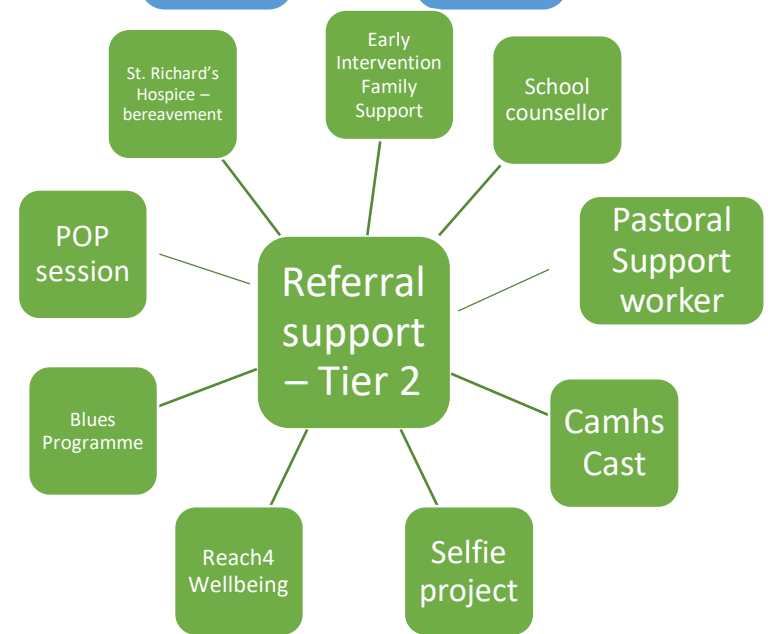 Early
Intervention
Family
Support
St. Richard's
Hospice –
bereavement
School
counsellor
POP
session
Pastoral
Support
worker
Referral
support
– Tier 2
Blues
Programme
Camhs
Cast
Reach4
Wellbeing
Selfie
project